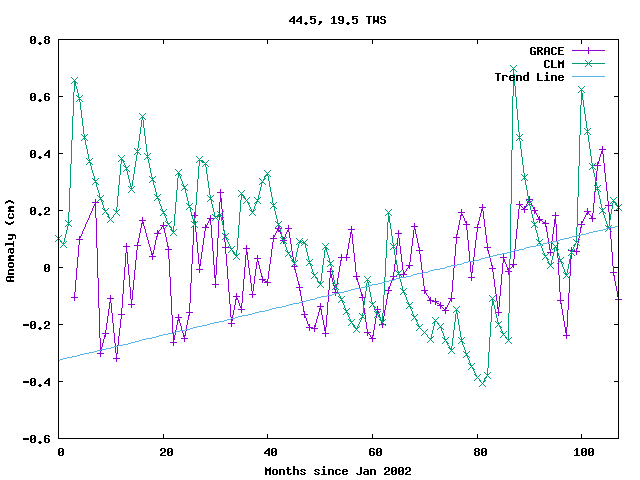 44.5, 19.5 TWS
GRACE
CLM
Trend Line
0.8
0.6
0.4
0.2
0
-0.2
-0.4
-0.6
Anomaly (cm)
0 20 40 60 80 100
Months since Jan 2002